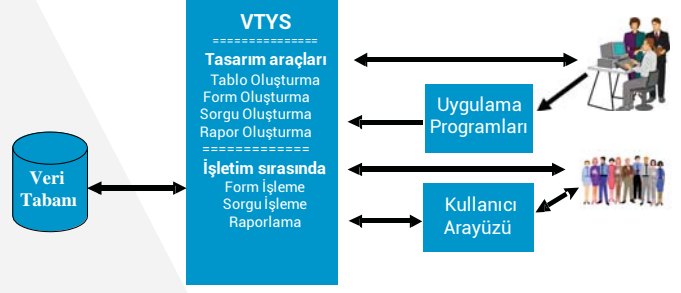 VTYS
==============
Tasarım araçları
Tablo Oluşturma
Form Oluşturma
Sorgu Oluşturma
Rapor Oluşturma
=============
İşletim sırasında
Form İşleme
Sorgu İşleme
Raporlama
Veri
Tabanı
Uygulama
Programları
Kullanıcı
Arayüzü